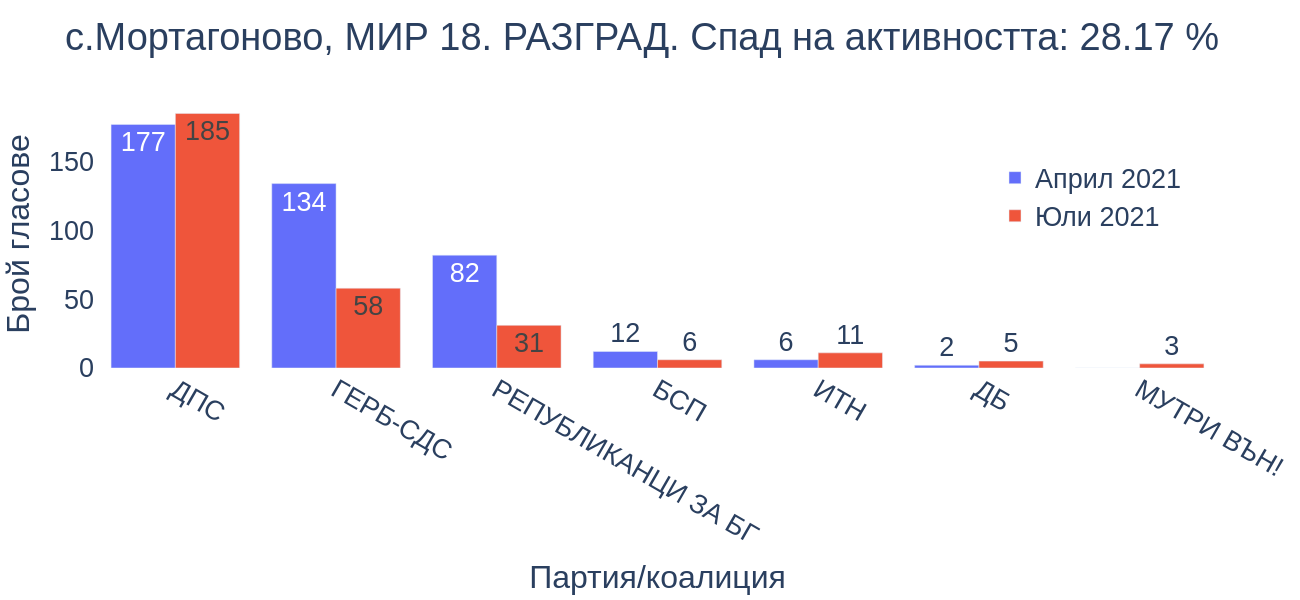 с.Мортагоново, МИР 18. РАЗГРАД. Спад на активността: 28.17 %
Брой гласове
150
100
50
0
177
185
134
58
82
31
12
6
6
11
2
5
3
Април 2021
Юли 2021
ДПС
ГЕРБ-СДС
РЕПУБЛИКАНЦИ ЗА БГ
БСП
ИТН
ДБ
МУТРИ ВЪН!
Партия/коалиция